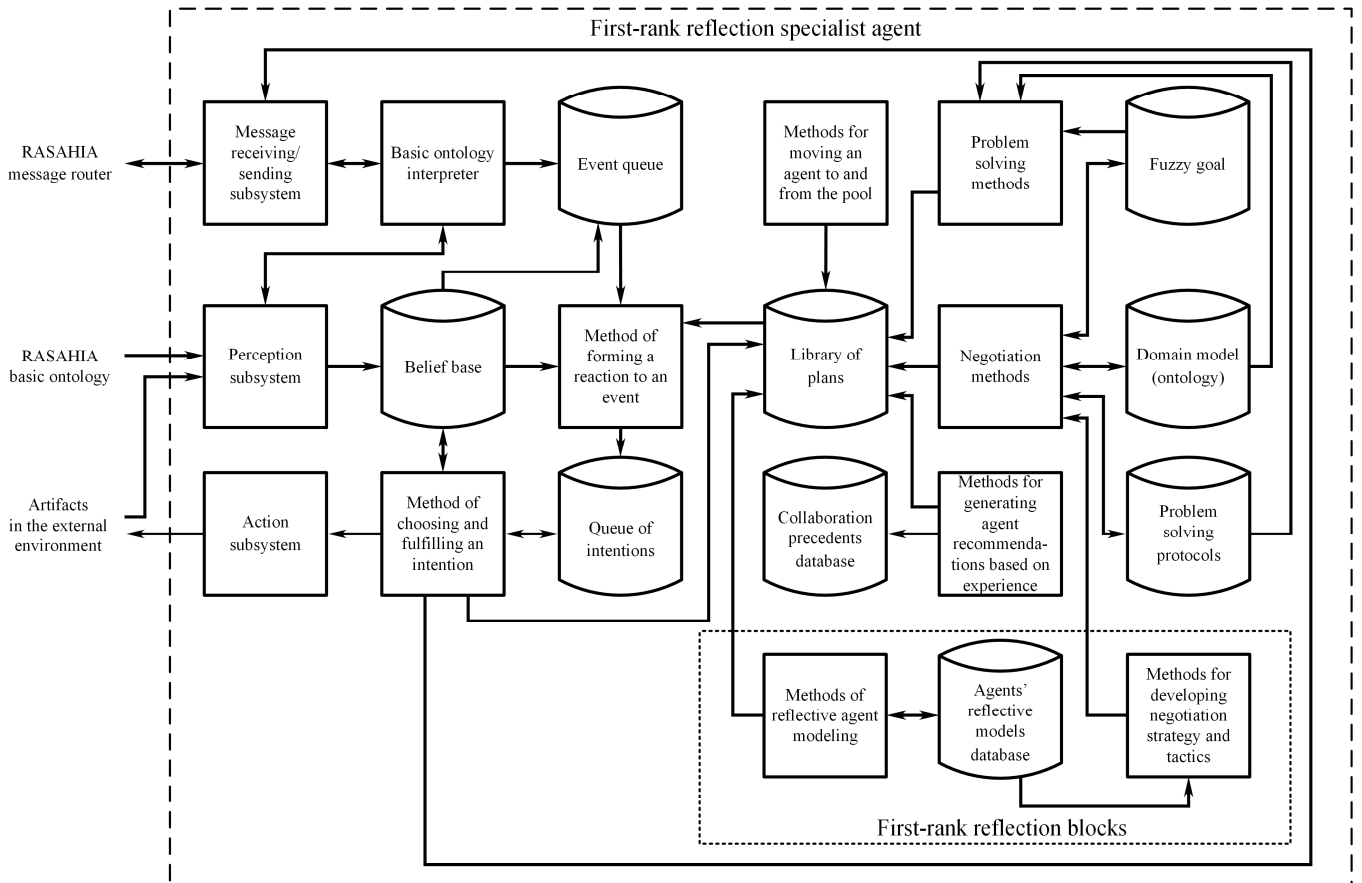 First-rank reflection specialist agent
RASAHIA
message router
Message
receiving/
sending
subsystem
Basic ontology
interpreter
Event queue
Methods for
moving an
agent to and
from the pool
Problem
solving
methods
Fuzzy goal
RASAHIA
basic ontology
Perception
subsystem
Belief base
Method of
forming a
reaction to an
event
Library of
plans
Negotiation
methods
Domain model
(ontology)
Artifacts
in the external
environment
Action
subsystem
Method of
choosing and
fulfilling an
intention
Queue of
intentions
Collaboration
precedents
database
Methods for
generating
agent
recommenda-
tions based on
experience
Problem
solving
protocols
Methods of
reflective agent
modeling
Agents’
reflective
models
database
Methods for
developing
negotiation
strategy and
tactics
First-rank reflection blocks